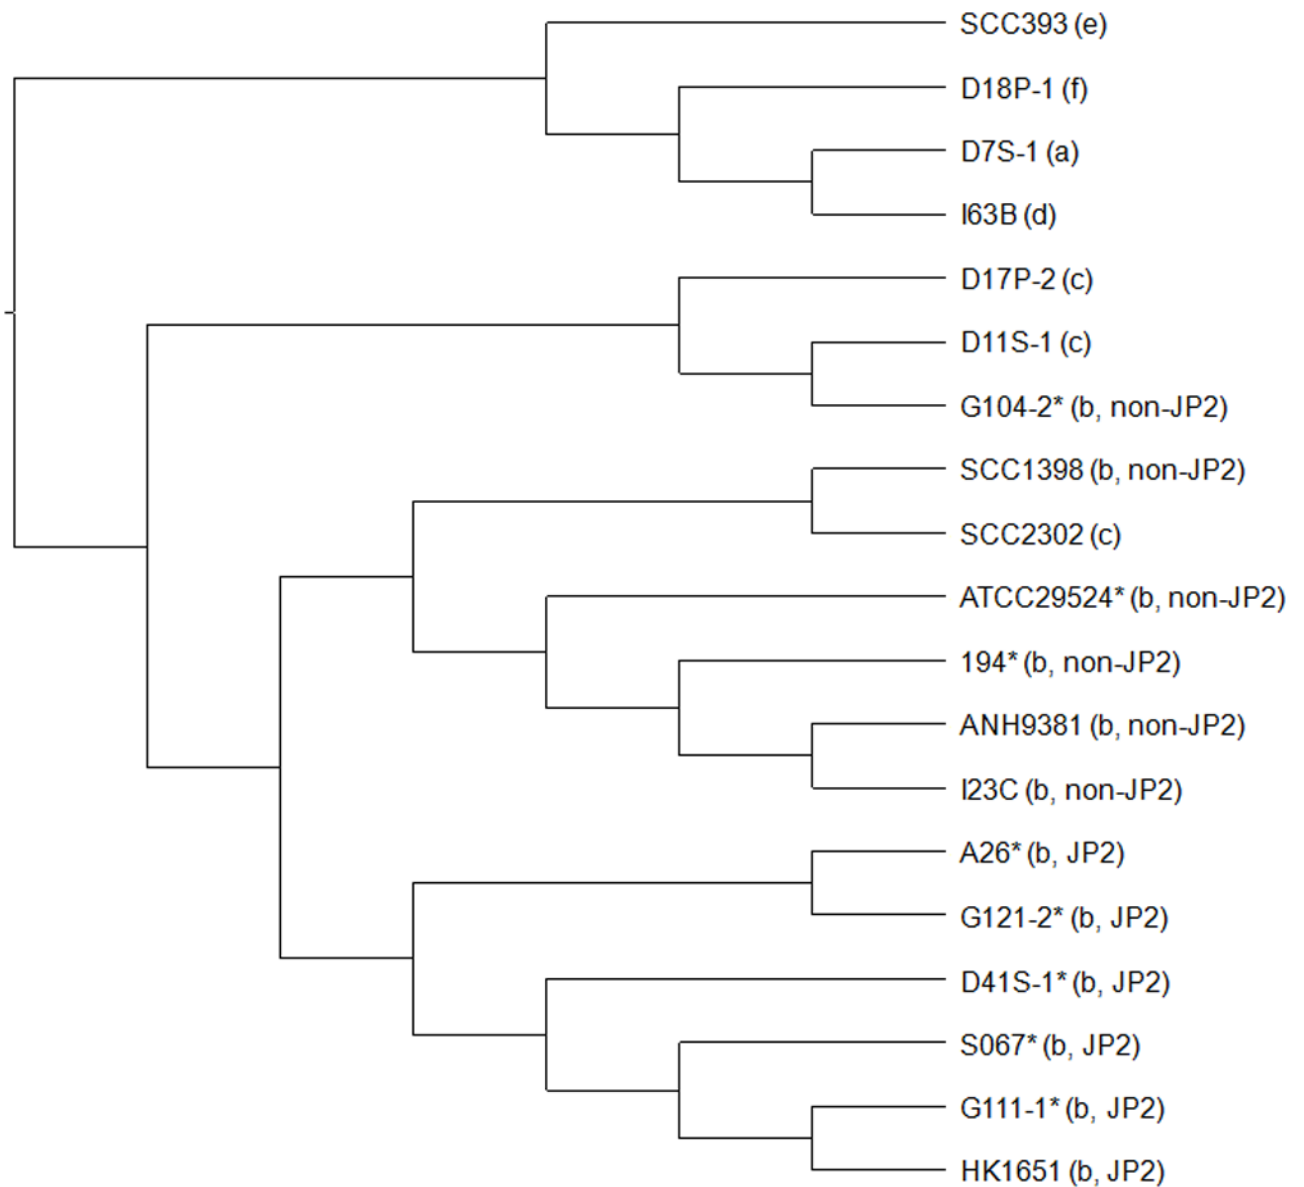 SCC393 (e)
D18P-1 (f)
D7S-1 (a)
I63B (d)
D17P-2 (c)
D11S-1 (c)
G104-2* (b, non-JP2)
SCC1398 (b, non-JP2)
SCC2302 (c)
ATCC29524* (b, non-JP2)
194* (b, non-JP2)
ANH9381 (b, non-JP2)
I23C (b, non-JP2)
A26* (b, JP2)
G121-2* (b, JP2)
D41S-1* (b, JP2)
S067* (b, JP2)
G111-1* (b, JP2)
HK1651 (b, JP2)